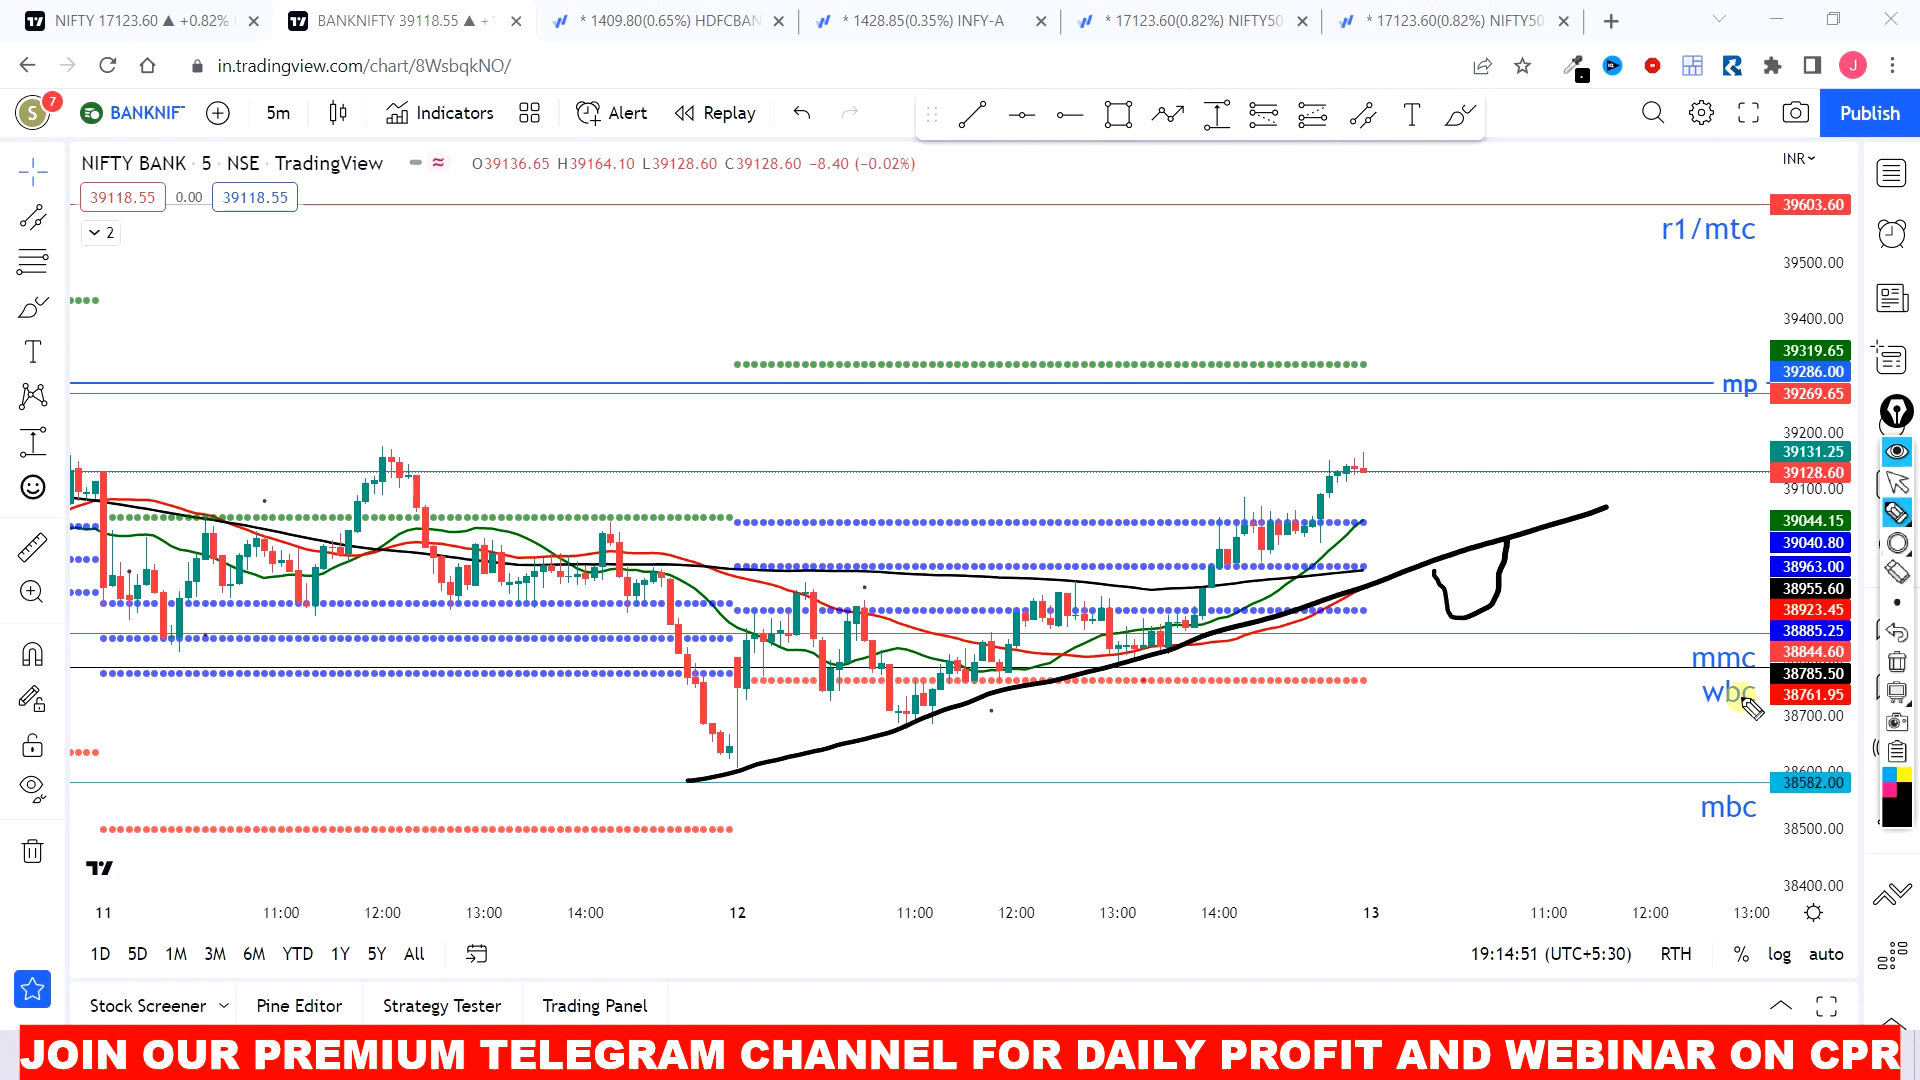 NIFTY 17123.60 ▲ +0.82%
BANKNIFTY 39118.55 ▲ +1
* 1409.80(0.65%) HDFCBAN
* 1428.85(0.35%) INFY-A
* 17123.60(0.82%) NIFTY50
* 17123.60(0.82%) NIFTY50
in.tradingview.com/chart/8WsbqkNO/
J
S
7
BANKNIF
5m
Indicators
Alert
Replay
Publish
NIFTY BANK · 5 · NSE · TradingView
O39136.65 H39164.10 L39128.60 C39128.60 −8.40 (−0.02%)
INR
39118.55
0.00
39118.55
2
39603.60
r1/mtc
39500.00
39400.00
39319.65
39286.00
mp
39269.65
39200.00
39131.25
39128.60
39100.00
39044.15
39040.80
38963.00
38955.60
38923.45
38885.25
38844.60
mmc
38785.50
wbc
38761.95
38700.00
38600.00
38582.00
mbc
38500.00
38400.00
11
11:00
12:00
13:00
14:00
12
11:00
12:00
13:00
14:00
13
11:00
12:00
13:00
1D 5D 1M 3M 6M YTD 1Y 5Y All
19:14:51 (UTC+5:30)
RTH
%
log
auto
Stock Screener
Pine Editor
Strategy Tester
Trading Panel
JOIN OUR PREMIUM TELEGRAM CHANNEL FOR DAILY PROFIT AND WEBINAR ON CPR